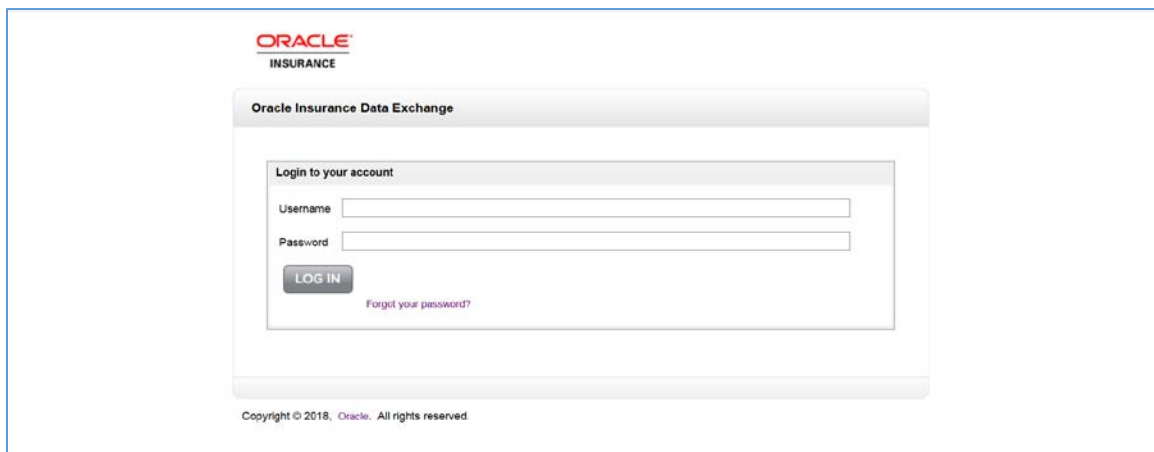 ORACLE
INSURANCE
Oracle Insurance Data Exchange
Login to your account
Username
Password
LOG IN
Forgot your password?
Copyright © 2018, Oracle. All rights reserved.